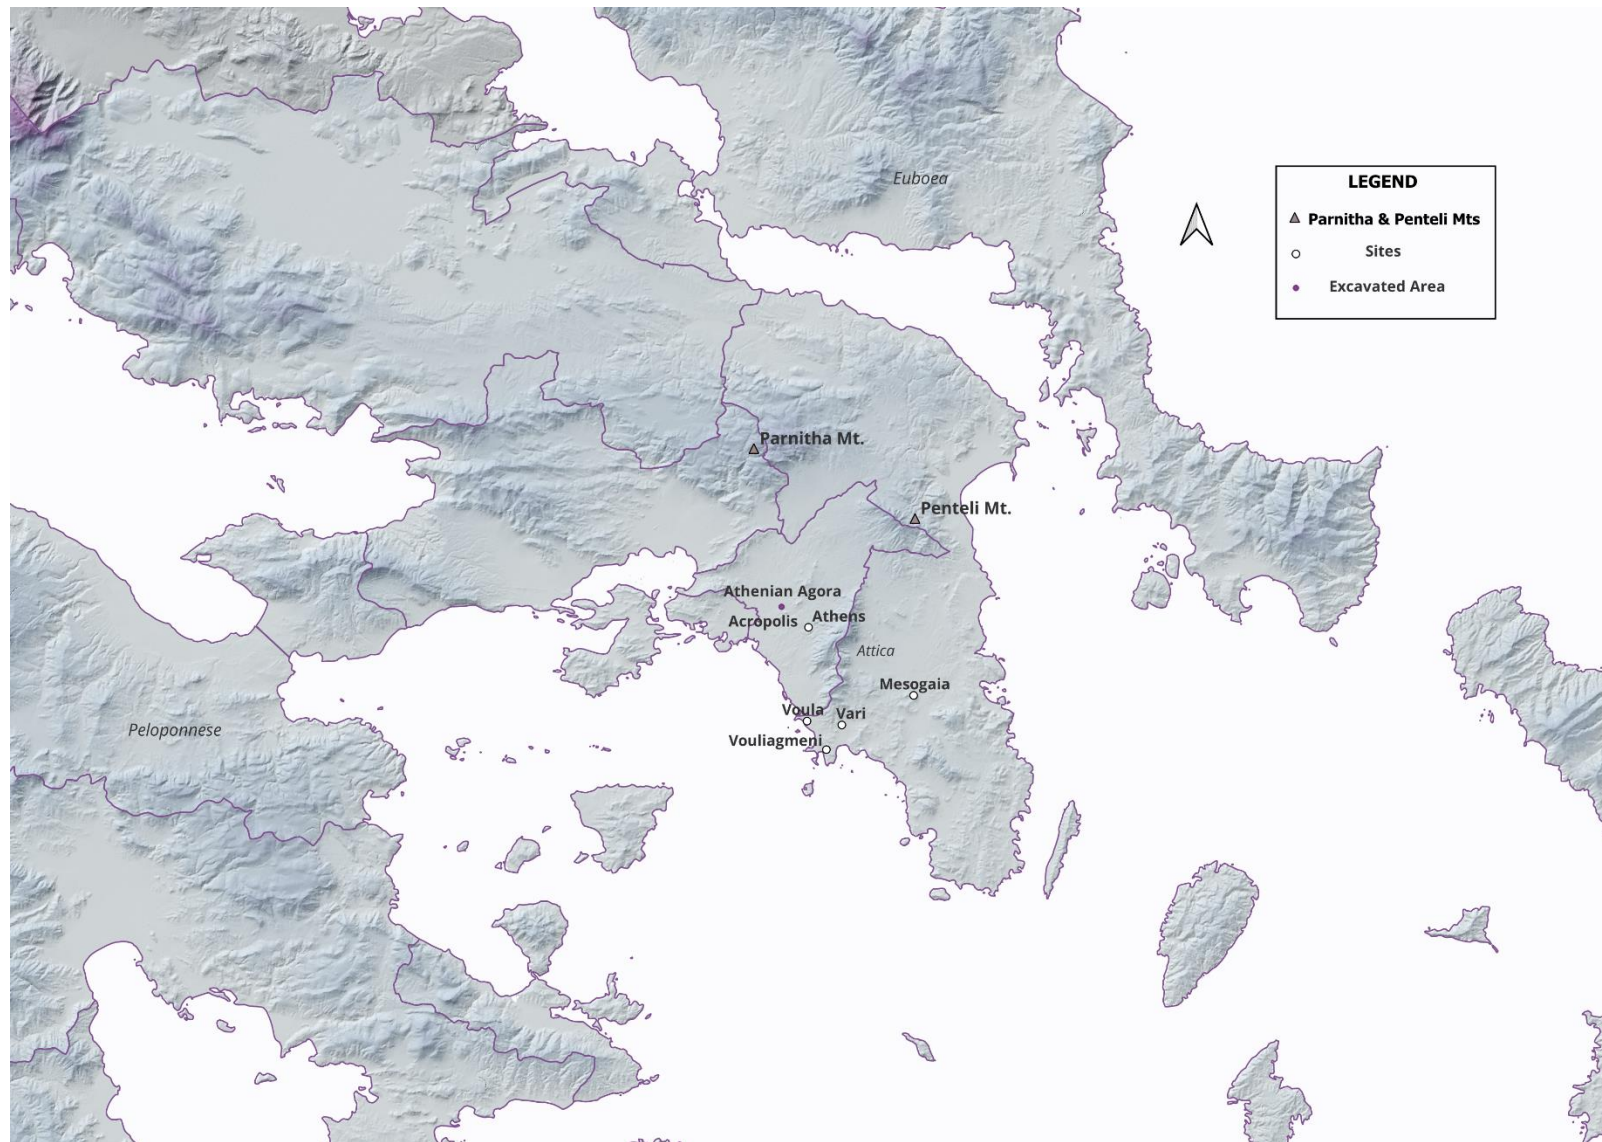 Euboea
LEGEND
Parnitha & Penteli Mts
Sites
Excavated Area
Parnitha Mt.
Penteli Mt.
Athenian Agora
Acropolis
Athens
Attica
Mesogaia
Voula
Vari
Peloponnese
Vouliagmeni